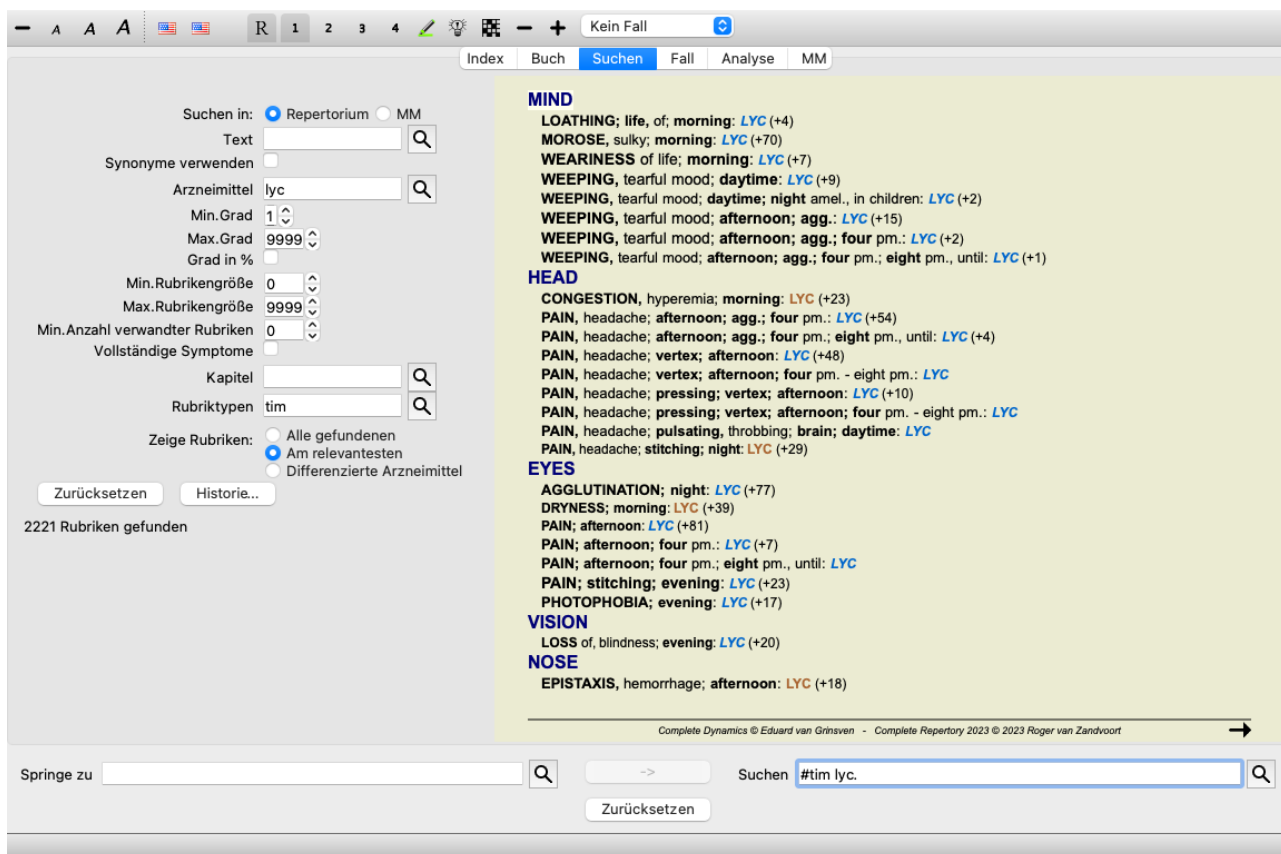 A A A R 1 2 3 4 Kein Fall
Index Buch Suchen Fall Analyse MM
Suchen in: Repertorium MM
Text
Synonyme verwenden
Arzneimittel lyc
Min.Grad 1
Max.Grad 9999
Grad in %
Min.Rubrikengröße 0
Max.Rubrikengröße 9999
Min.Anzahl verwandter Rubriken 0
Vollständige Symptome
Kapitel
Rubriktypen tim
Zeige Rubriken: Alle gefundenen
Am relevantesten
Differenzierte Arzneimittel
Zurücksetzen Historie...
2221 Rubriken gefunden
MIND
LOATHING; life, of; morning: LYC (+4)
MOROSE, sulky; morning: LYC (+70)
WEARINESS of life; morning: LYC (+7)
WEEPING, tearful mood; daytime: LYC (+9)
WEEPING, tearful mood; daytime; night amel., in children: LYC (+2)
WEEPING, tearful mood; afternoon; agg.: LYC (+15)
WEEPING, tearful mood; afternoon; agg.; four pm.: LYC (+2)
WEEPING, tearful mood; afternoon; agg.; four pm.; eight pm., until: LYC (+1)
HEAD
CONGESTION, hyperemia; morning: LYC (+23)
PAIN, headache; afternoon; agg.; four pm.: LYC (+54)
PAIN, headache; afternoon; agg.; four pm.; eight pm., until: LYC (+4)
PAIN, headache; vertex; afternoon: LYC (+48)
PAIN, headache; vertex; afternoon; four pm. - eight pm.: LYC
PAIN, headache; pressing; vertex; afternoon: LYC (+10)
PAIN, headache; pressing; vertex; afternoon; four pm. - eight pm.: LYC
PAIN, headache; pulsating, throbbing; brain; daytime: LYC
PAIN, headache; stitching; night: LYC (+29)
EYES
AGGLUTINATION; night: LYC (+77)
DRYNESS; morning: LYC (+39)
PAIN; afternoon: LYC (+81)
PAIN; afternoon; four pm.: LYC (+7)
PAIN; afternoon; four pm.; eight pm., until: LYC
PAIN; stitching; evening: LYC (+23)
PHOTOPHOBIA; evening: LYC (+17)
VISION
LOSS of, blindness; evening: LYC (+20)
NOSE
EPISTAXIS, hemorrhage; afternoon: LYC (+18)
Complete Dynamics © Eduard van Grinsven - Complete Repertory 2023 © 2023 Roger van Zandvoort
Springe zu -> Suchen #tim lyc.
Zurücksetzen